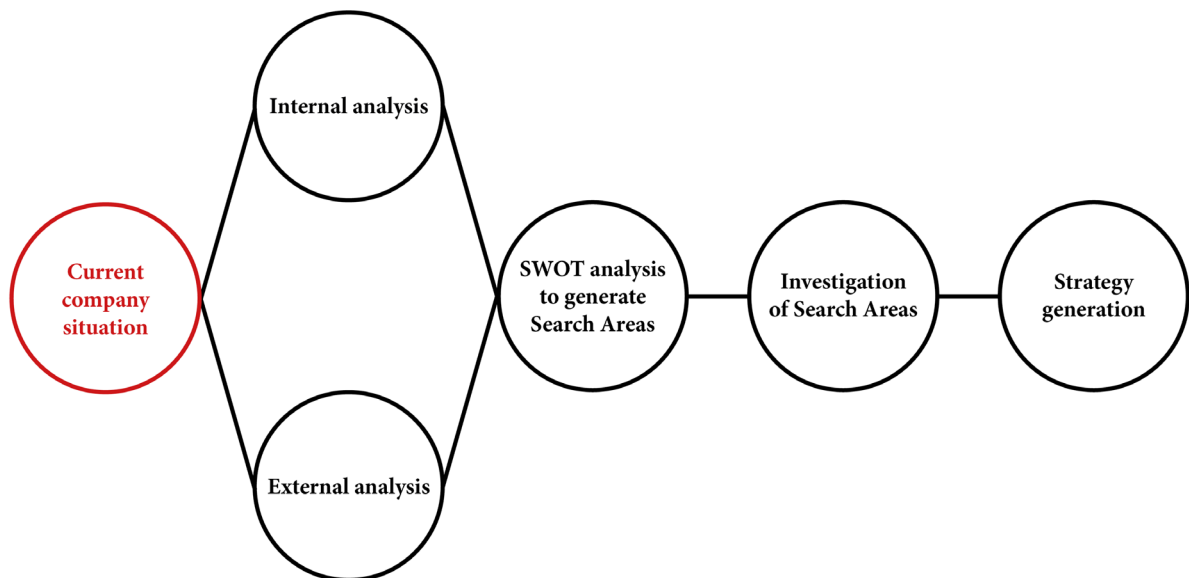 Internal analysis
Current
company
situation
SWOT analysis
to generate
Search Areas
Investigation
of Search Areas
Strategy
generation
External analysis